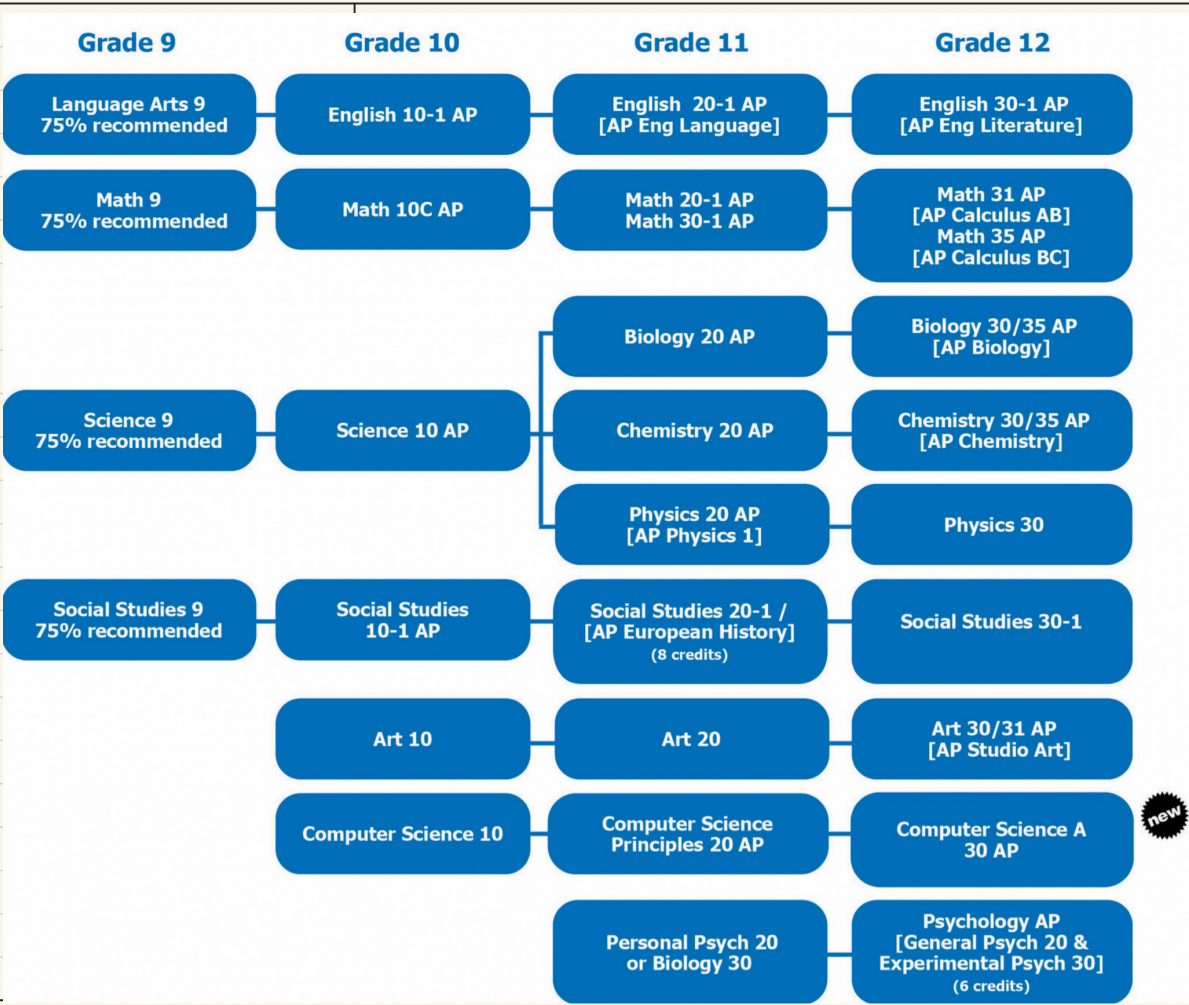 Grade 9
Grade 10
Grade 11
Grade 12
Language Arts 9
75% recommended
English 10-1 AP
English 20-1 AP
[AP Eng Language]
English 30-1 AP
[AP Eng Literature]
Math 9
75% recommended
Math 10C AP
Math 20-1 AP
Math 30-1 AP
Math 31 AP
[AP Calculus AB]
Math 35 AP
[AP Calculus BC]
Biology 20 AP
Biology 30/35 AP
[AP Biology]
Science 9
75% recommended
Science 10 AP
Chemistry 20 AP
Chemistry 30/35 AP
[AP Chemistry]
Physics 20 AP
[AP Physics 1]
Physics 30
Social Studies 9
75% recommended
Social Studies
10-1 AP
Social Studies 20-1 /
[AP European History]
(8 credits)
Social Studies 30-1
Art 10
Art 20
Art 30/31 AP
[AP Studio Art]
Computer Science 10
Computer Science
Principles 20 AP
Computer Science A
30 AP
new
Personal Psych 20
or Biology 30
Psychology AP
[General Psych 20 &
Experimental Psych 30]
(6 credits)